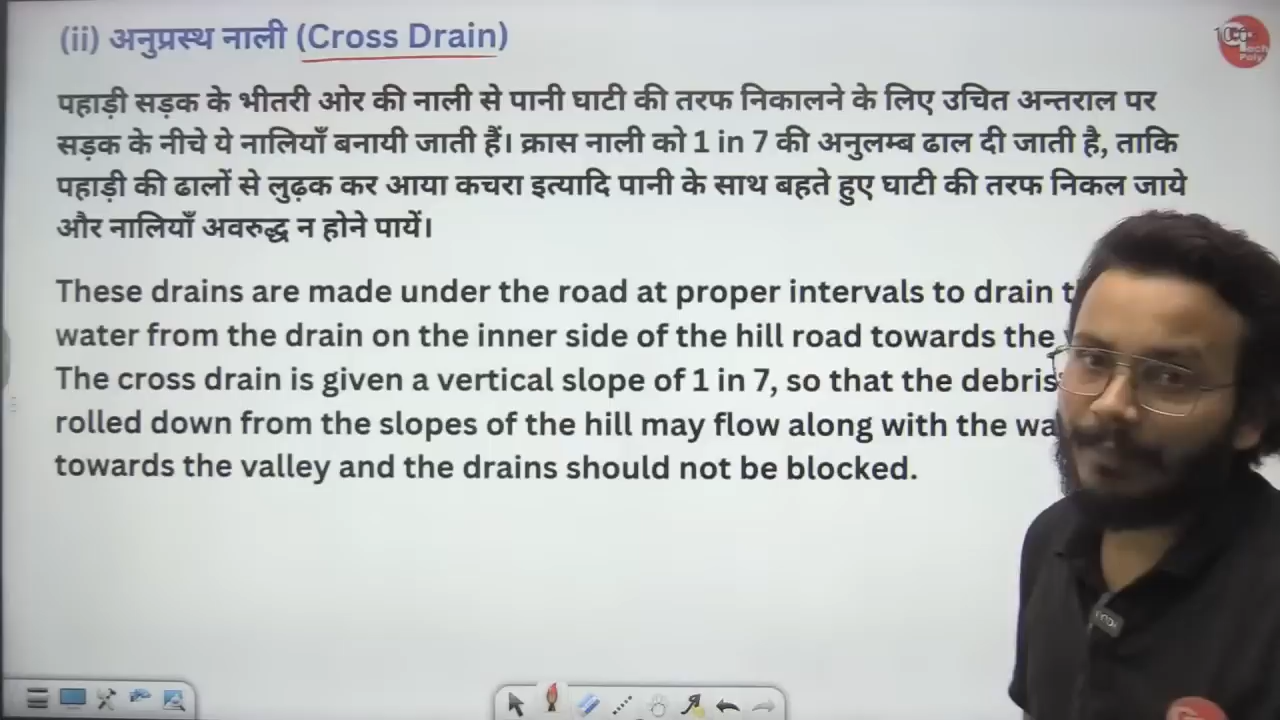 (ii) अनुप्रस्थ नाली (Cross Drain)
पहाड़ी सड़क के भीतरी ओर की नाली से पानी घाटी की तरफ निकालने के लिए उचित अन्तराल पर
सड़क के नीचे ये नालियाँ बनायी जाती हैं। क्रास नाली को 1 in 7 की अनुलम्ब ढाल दी जाती है, ताकि
पहाड़ी की ढालों से लुढ़क कर आया कचरा इत्यादि पानी के साथ बहते हुए घाटी की तरफ निकल जाये
और नालियाँ अवरुद्ध न होने पायें।
These drains are made under the road at proper intervals to drain
water from the drain on the inner side of the hill road towards the
The cross drain is given a vertical slope of 1 in 7, so that the debris
rolled down from the slopes of the hill may flow along with the
towards the valley and the drains should not be blocked.
Tech
Poly